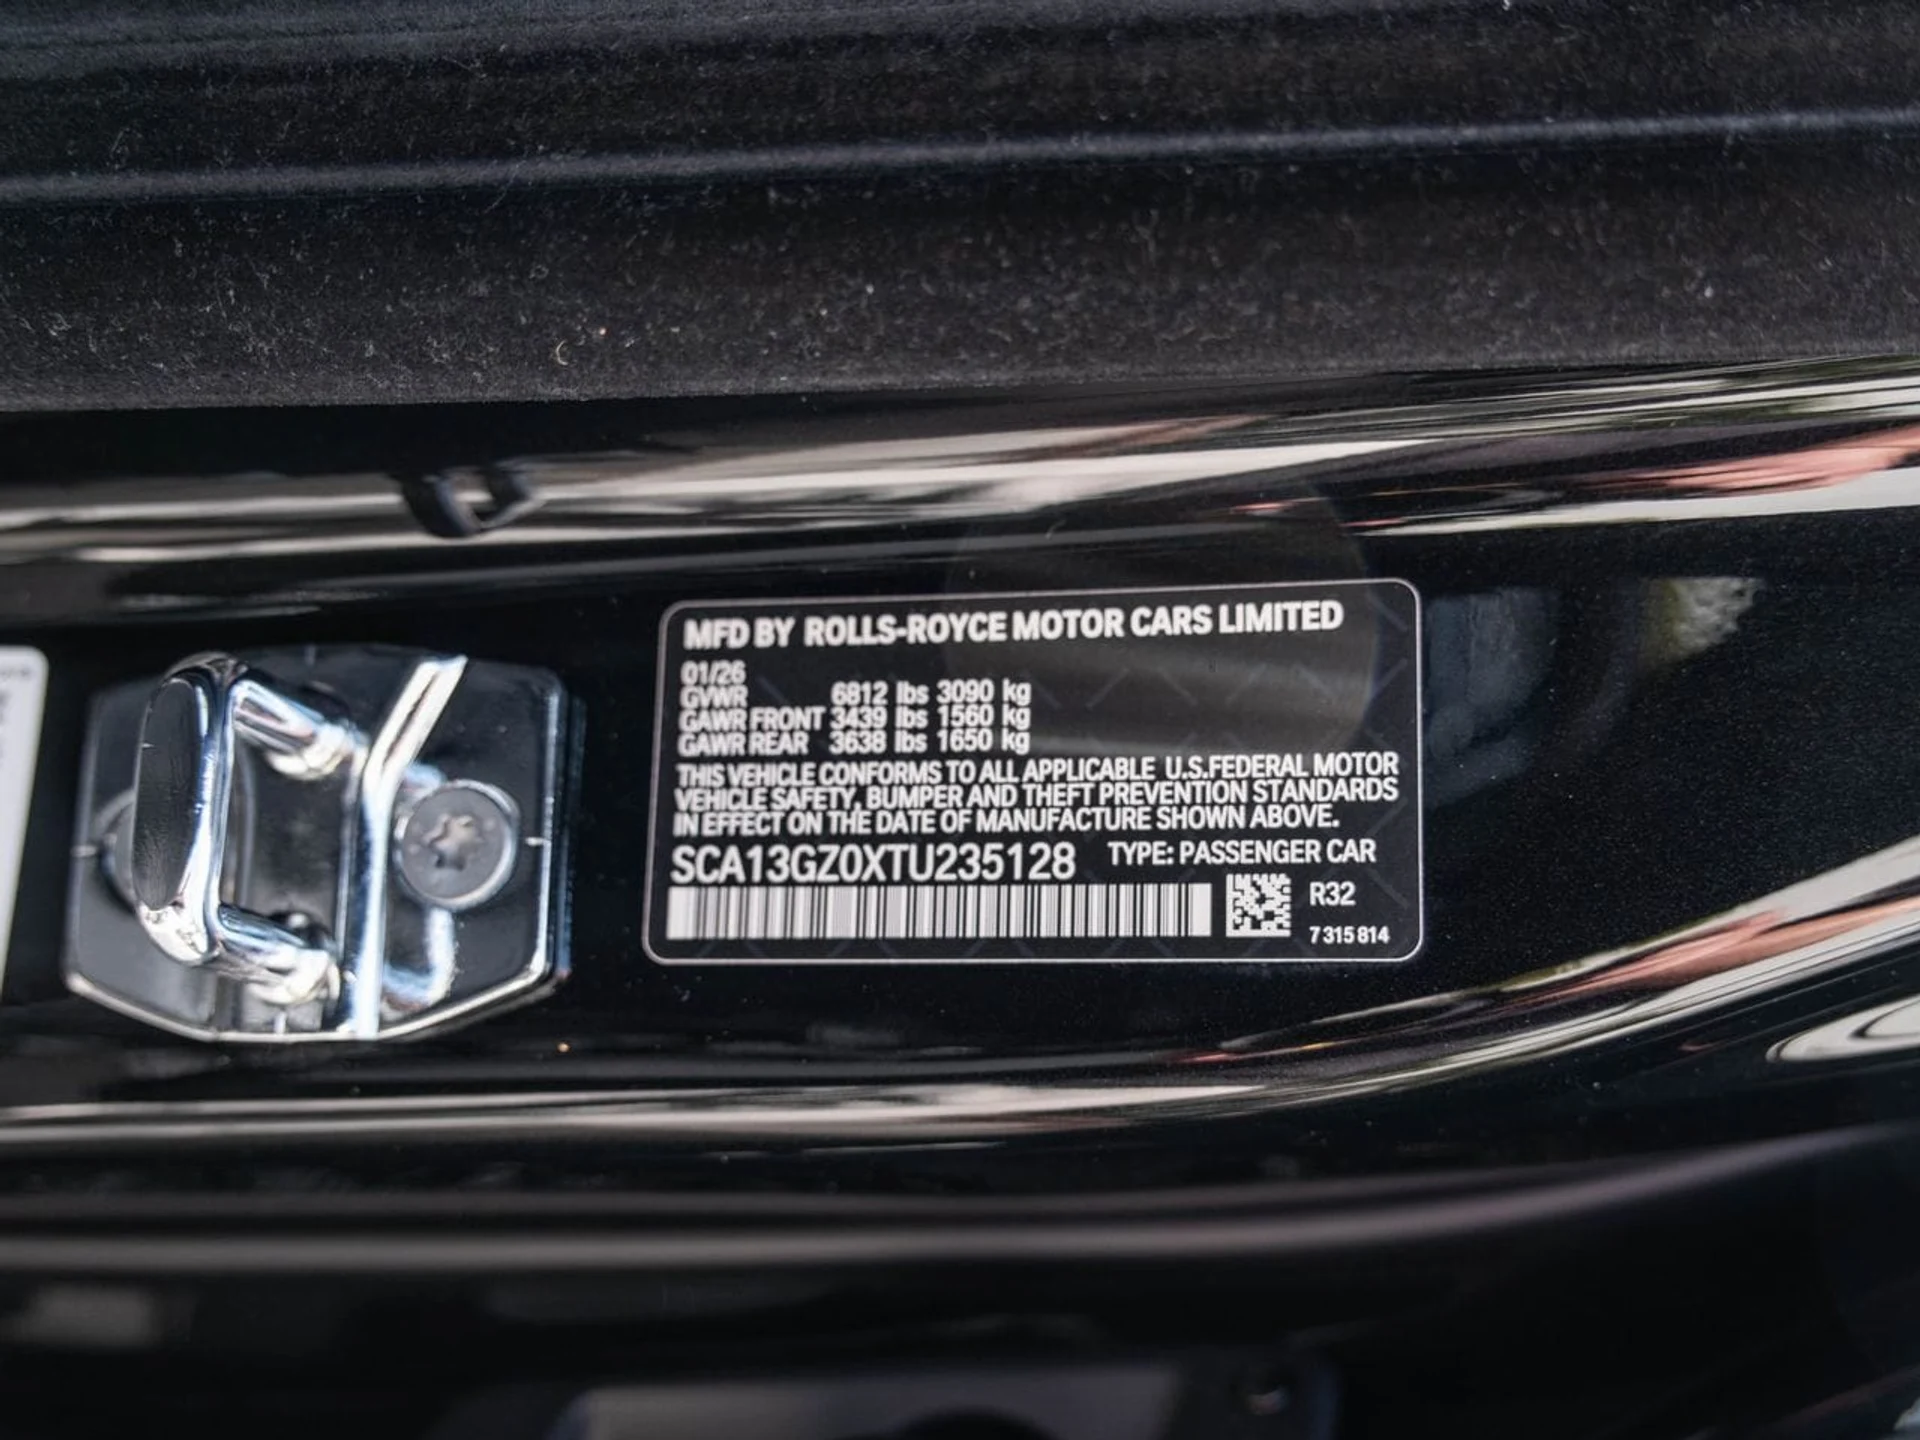 MFD BY ROLLS-ROYCE MOTOR CARS LIMITED
01/26
GVWR 6812 lbs 3090 kg
GAWR FRONT 3439 lbs 1560 kg
GAWR REAR 3638 lbs 1650 kg
THIS VEHICLE CONFORMS TO ALL APPLICABLE U.S.FEDERAL MOTOR
VEHICLE SAFETY, BUMPER AND THEFT PREVENTION STANDARDS
IN EFFECT ON THE DATE OF MANUFACTURE SHOWN ABOVE.
SCA13GZ0XTU235128 TYPE: PASSENGER CAR
R32
7 315 814